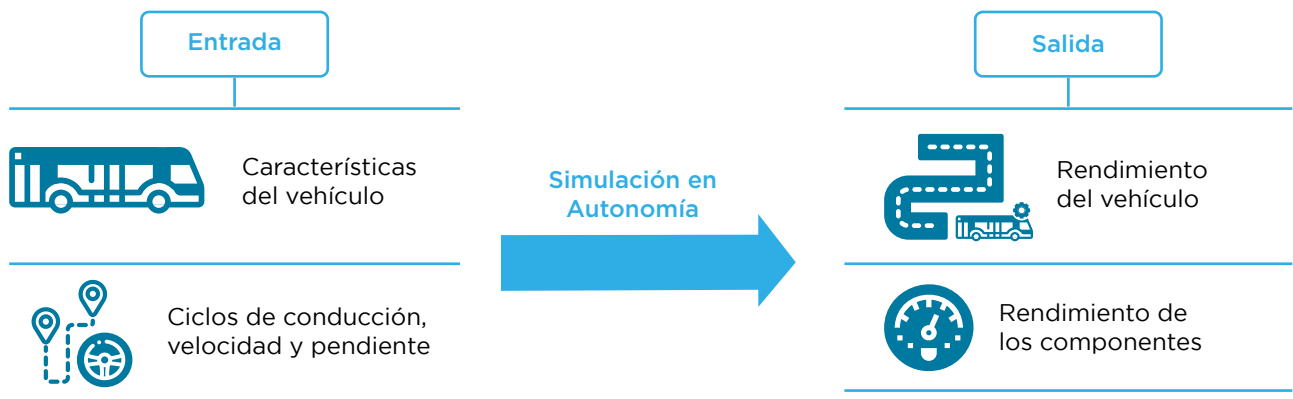 Entrada
Salida
Característicás
del vehículo
Simulación en
Autonomía
Rendimiento
del vehículo
Ciclos de conducción,
velocidad y pendiente
Rendimiento de
los componentes